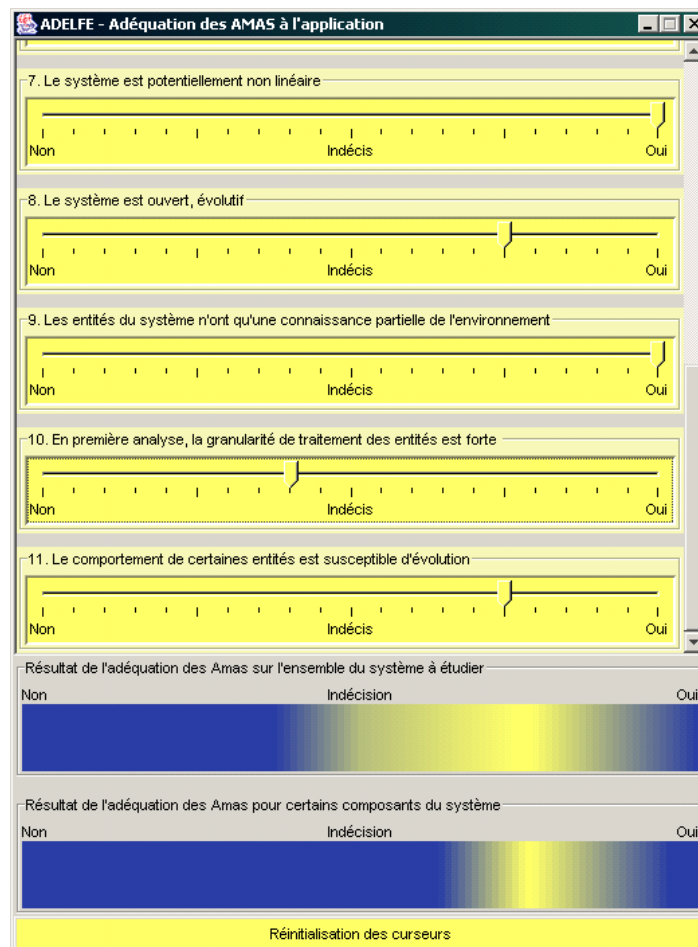 ADELFE - Adéquation des AMAS à l'application
7. Le système est potentiellement non linéaire
Non Indécis Oui
8. Le système est ouvert, évolutif
Non Indécis Oui
9. Les entités du système n'ont qu'une connaissance partielle de l'environnement
Non Indécis Oui
10. En première analyse, la granularité de traitement des entités est forte
Non Indécis Oui
11. Le comportement de certaines entités est susceptible d'évolution
Non Indécis Oui
Résultat de l'adéquation des Amas sur l'ensemble du système à étudier
Non Indécision Oui
Résultat de l'adéquation des Amas pour certains composants du système
Non Indécision Oui
Réinitialisation des curseurs